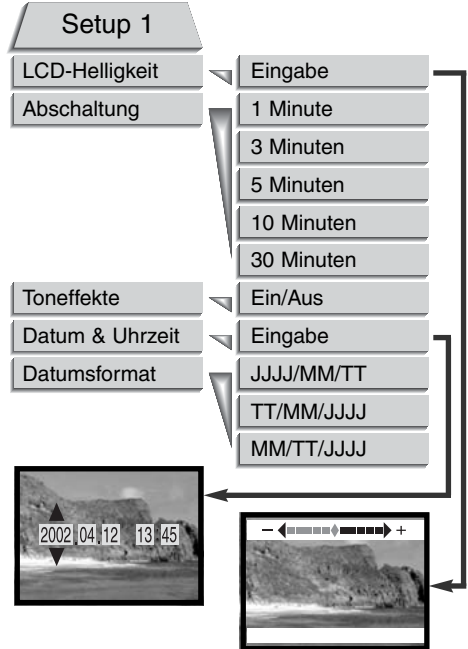 Setup 1
LCD-Helligkeit Eingabe
Abschaltung 1 Minute
3 Minuten
5 Minuten
10 Minuten
30 Minuten
Toneffekte Ein/Aus
Datum & Uhrzeit Eingabe
Datumsformat JJJJ/MM/TT
TT/MM/JJJJ
MM/TT/JJJJ
2002.04.12 13:45
− +